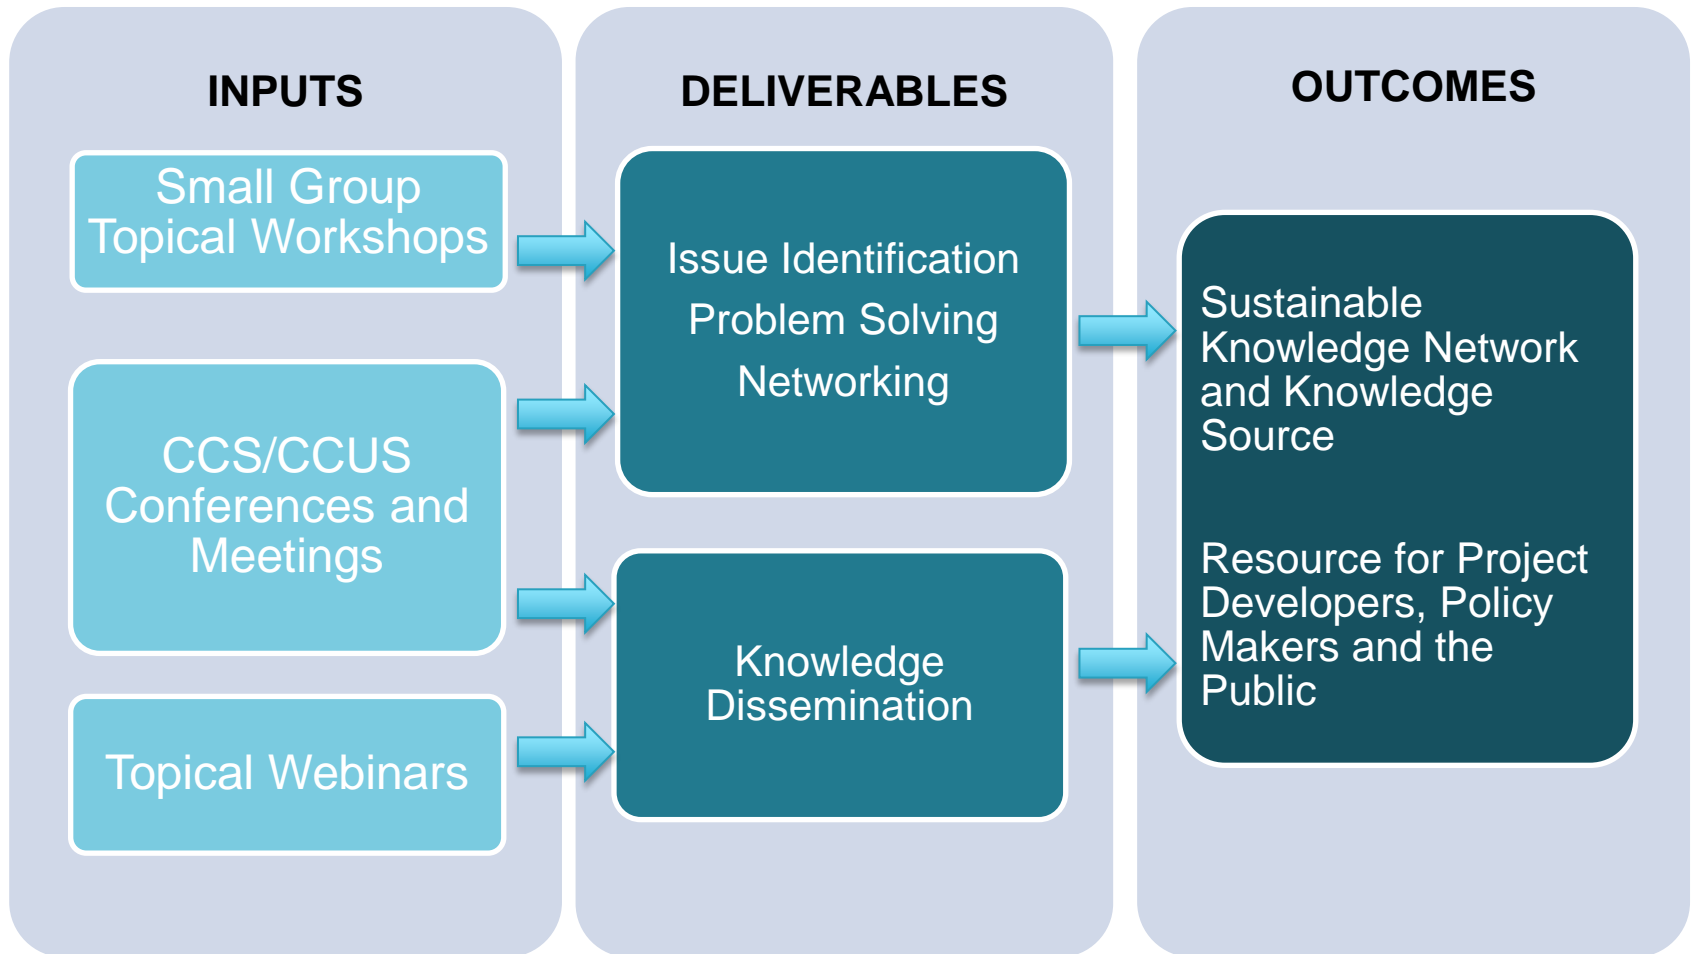 INPUTS
Small Group
Topical Workshops
CCS/CCUS
Conferences and
Meetings
Topical Webinars
DELIVERABLES
Issue Identification
Problem Solving
Networking
Knowledge
Dissemination
OUTCOMES
Sustainable
Knowledge Network
and Knowledge
Source
Resource for Project
Developers, Policy
Makers and the
Public